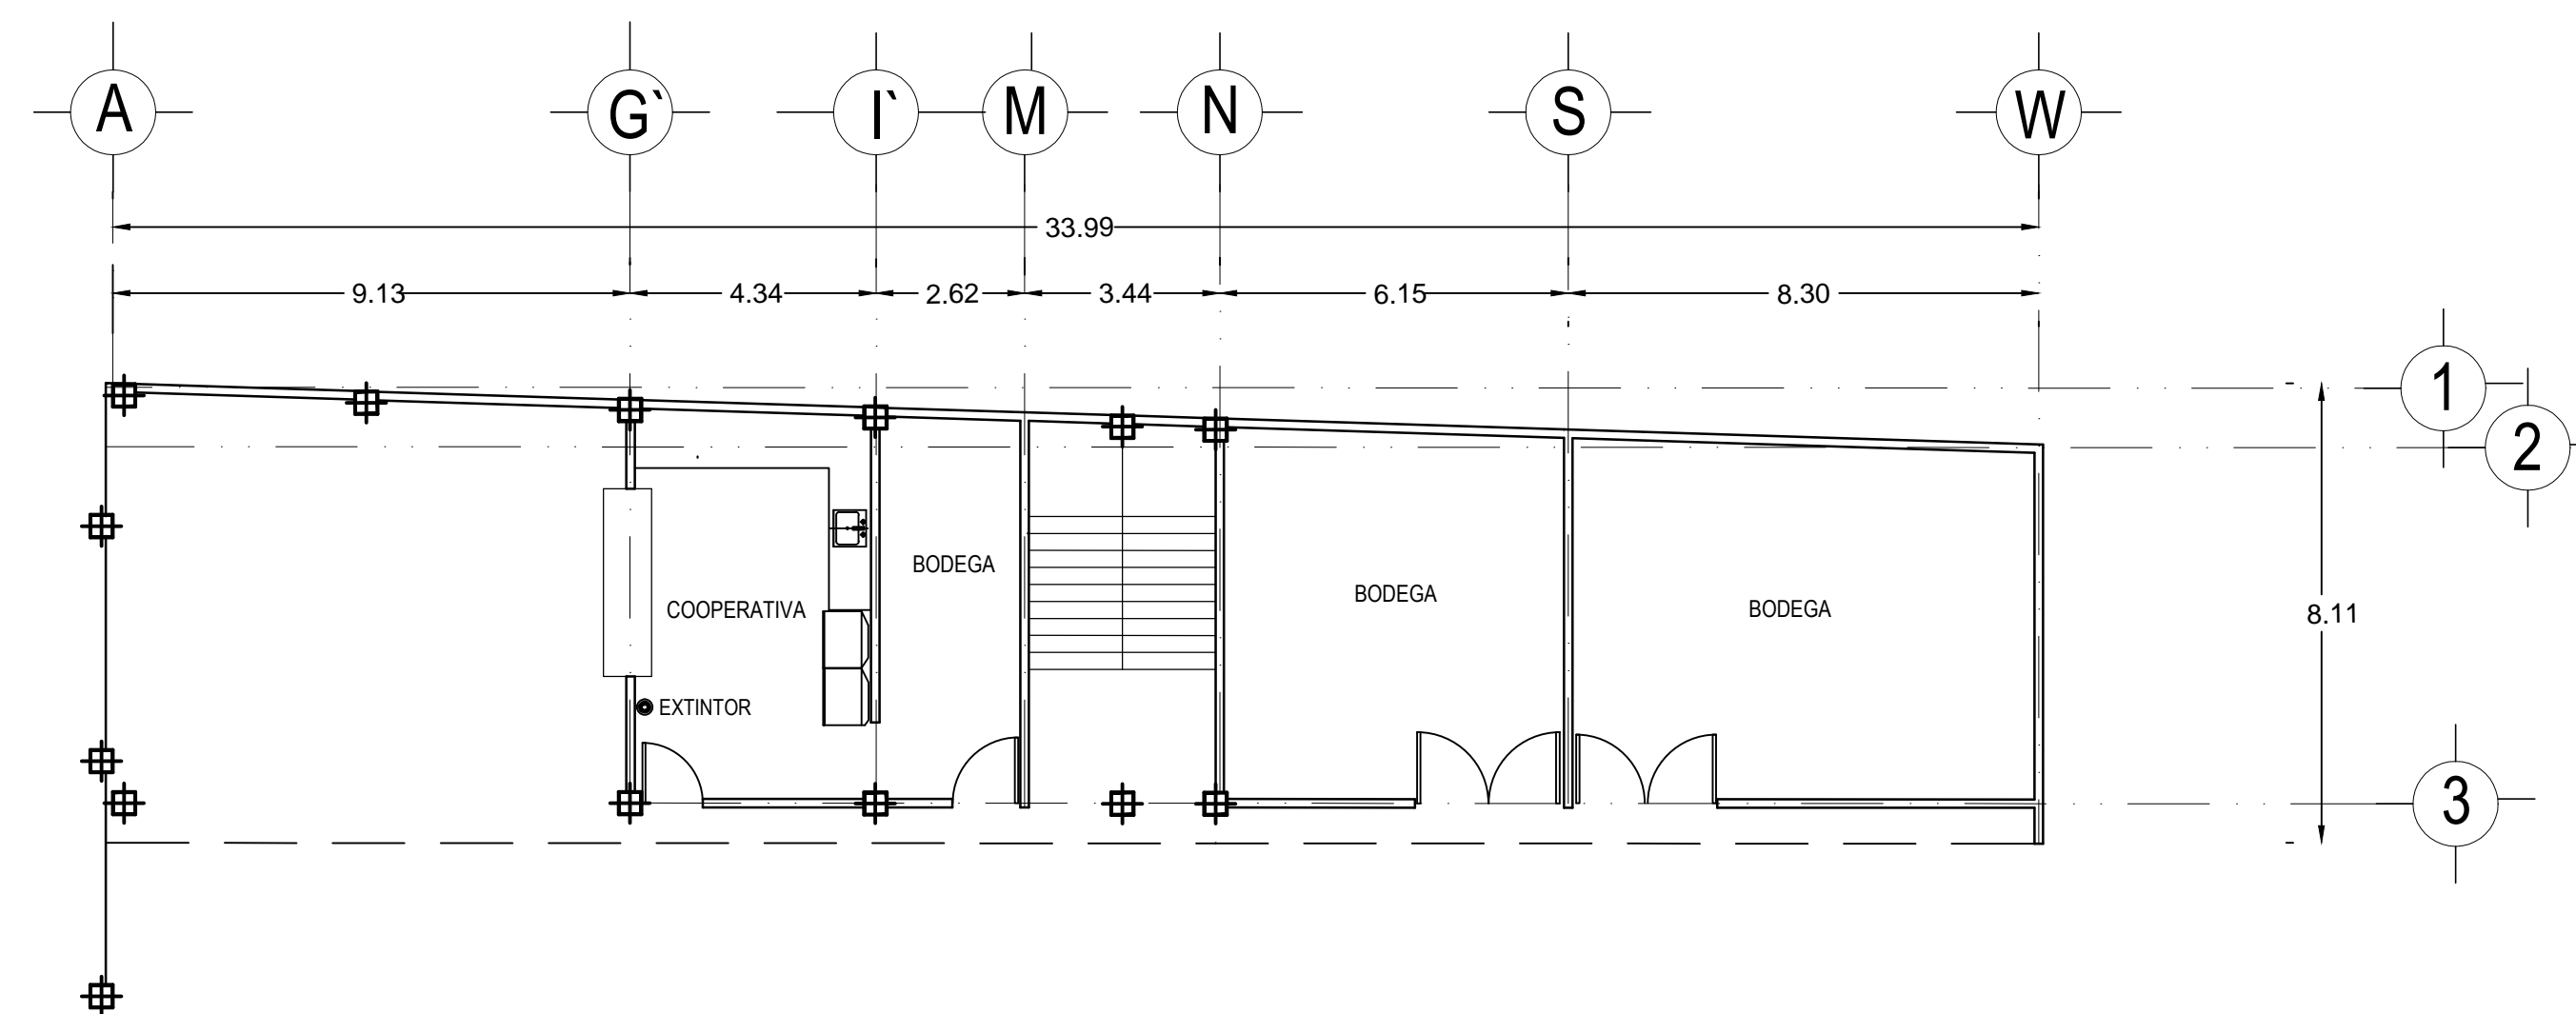 A G` I` M N S W
33.99
9.13 4.34 2.62 3.44 6.15 8.30
1
2
BODEGA
BODEGA
COOPERATIVA
BODEGA
8.11
EXTINTOR
3